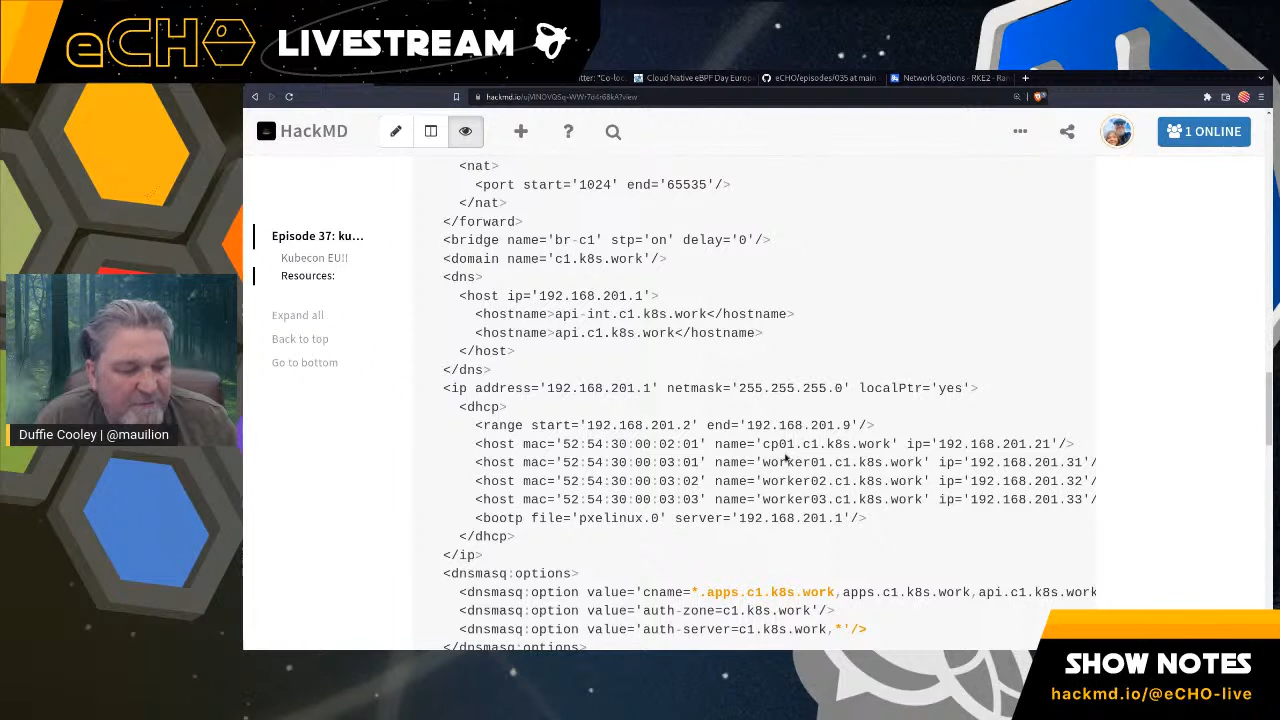 eCHO LIVESTREAM
tter: "Co-loc
Cloud Native eBPF Day Europ
eCHO/episodes/035 at main
Network Options - RKE2 - Ran
HackMD
1 ONLINE
Episode 37: ku...
Kubecon EU!!
Resources:
Expand all
Back to top
Go to bottom
<nat>
<port start='1024' end='65535'/>
</nat>
</forward>
<bridge name='br-c1' stp='on' delay='0'/>
<domain name='c1.k8s.work'/>
<dns>
<host ip='192.168.201.1'>
<hostname>api-int.c1.k8s.work</hostname>
<hostname>api.c1.k8s.work</hostname>
</host>
</dns>
<ip address='192.168.201.1' netmask='255.255.255.0' localPtr='yes'>
<dhcp>
<range start='192.168.201.2' end='192.168.201.9'/>
<host mac='52:54:30:00:02:01' name='cp01.c1.k8s.work' ip='192.168.201.21'/>
<host mac='52:54:30:00:03:01' name='worker01.c1.k8s.work' ip='192.168.201.31'/
<host mac='52:54:30:00:03:02' name='worker02.c1.k8s.work' ip='192.168.201.32'/
<host mac='52:54:30:00:03:03' name='worker03.c1.k8s.work' ip='192.168.201.33'/
<bootp file='pxelinux.0' server='192.168.201.1'/>
</dhcp>
</ip>
<dnsmasq:options>
<dnsmasq:option value='cname=*.apps.c1.k8s.work,apps.c1.k8s.work,api.c1.k8s.work
<dnsmasq:option value='auth-zone=c1.k8s.work'/>
<dnsmasq:option value='auth-server=c1.k8s.work,*'/>
</dnsmasq:options>
Duffie Cooley | @mauilion
SHOW NOTES
hackmd.io/@eCHO-live